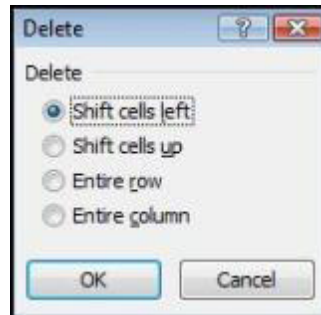 Delete
Delete
Shift cells left
Shift cells up
Entire row
Entire column
OK
Cancel